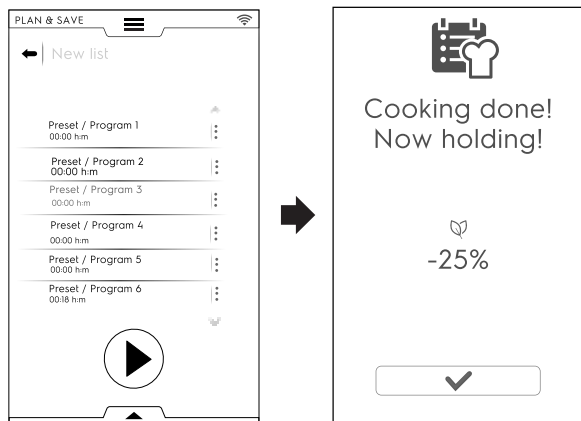 PLAN & SAVE
New list
Preset / Program 1
00:00 h:m
Preset / Program 2
00:00 h:m
Preset / Program 3
00:00 h:m
Preset / Program 4
00:00 h:m
Preset / Program 5
00:00 h:m
Preset / Program 6
00:18 h:m
Cooking done!
Now holding!
-25%